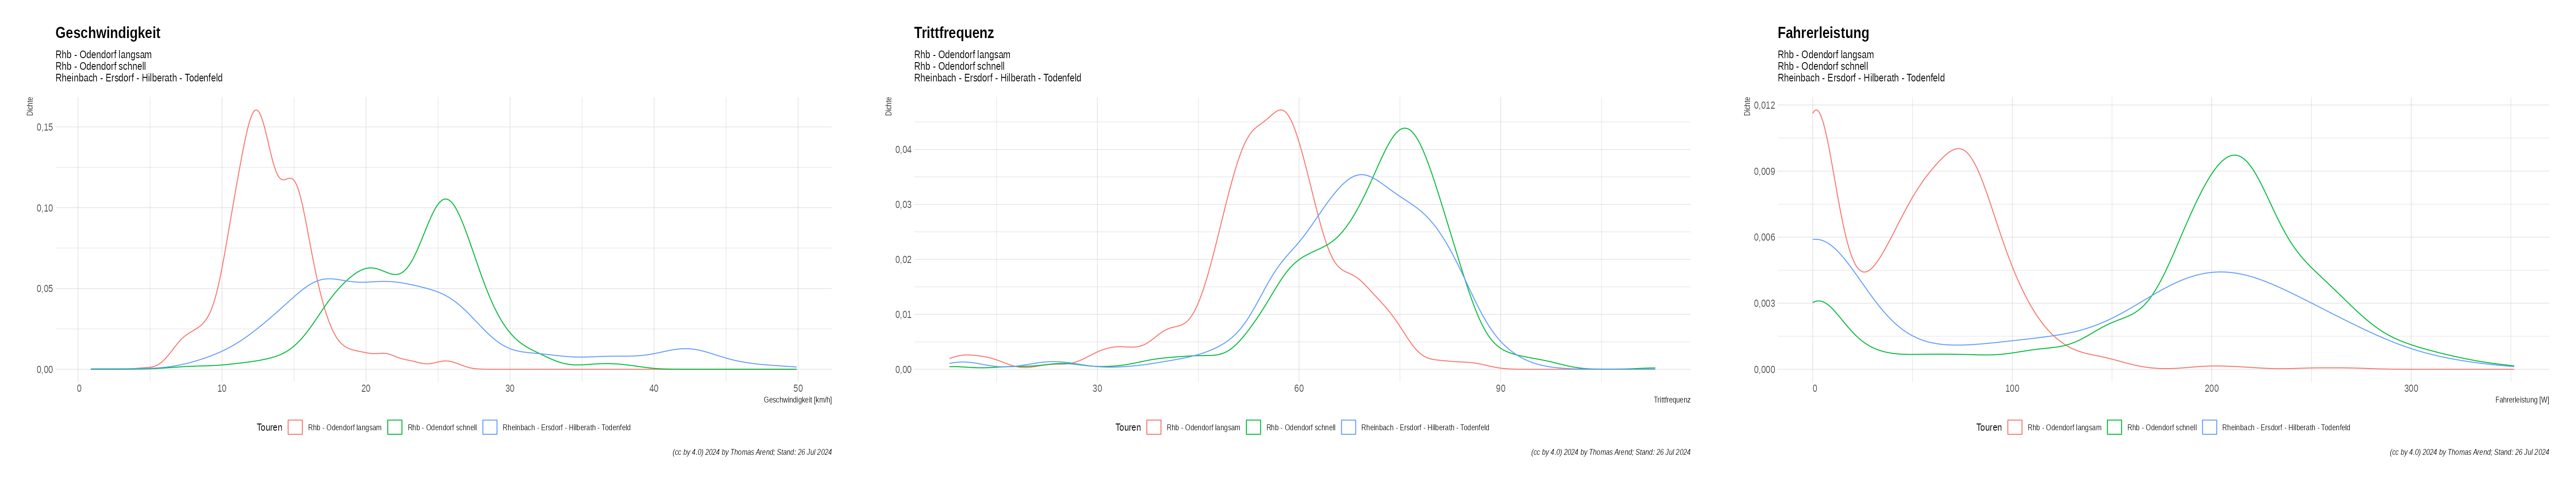 Geschwindigkeit
Rhb - Odendorf langsam
Rhb - Odendorf schnell
Rheinbach - Ersdorf - Hilberath - Todenfeld
Dichte
0,15
0,10
0,05
0,00
0 10 20 30 40 50
Geschwindigkeit [km/h]
Touren Rhb - Odendorf langsam Rhb - Odendorf schnell Rheinbach - Ersdorf - Hilberath - Todenfeld
(cc by 4.0) 2024 by Thomas Arend; Stand: 26 Jul 2024
Trittfrequenz
Rhb - Odendorf langsam
Rhb - Odendorf schnell
Rheinbach - Ersdorf - Hilberath - Todenfeld
Dichte
0,04
0,03
0,02
0,01
0,00
30 60 90
Trittfrequenz
Touren Rhb - Odendorf langsam Rhb - Odendorf schnell Rheinbach - Ersdorf - Hilberath - Todenfeld
(cc by 4.0) 2024 by Thomas Arend; Stand: 26 Jul 2024
Fahrerleistung
Rhb - Odendorf langsam
Rhb - Odendorf schnell
Rheinbach - Ersdorf - Hilberath - Todenfeld
Dichte
0,012
0,009
0,006
0,003
0,000
0 100 200 300
Fahrerleistung [W]
Touren Rhb - Odendorf langsam Rhb - Odendorf schnell Rheinbach - Ersdorf - Hilberath - Todenfeld
(cc by 4.0) 2024 by Thomas Arend; Stand: 26 Jul 2024